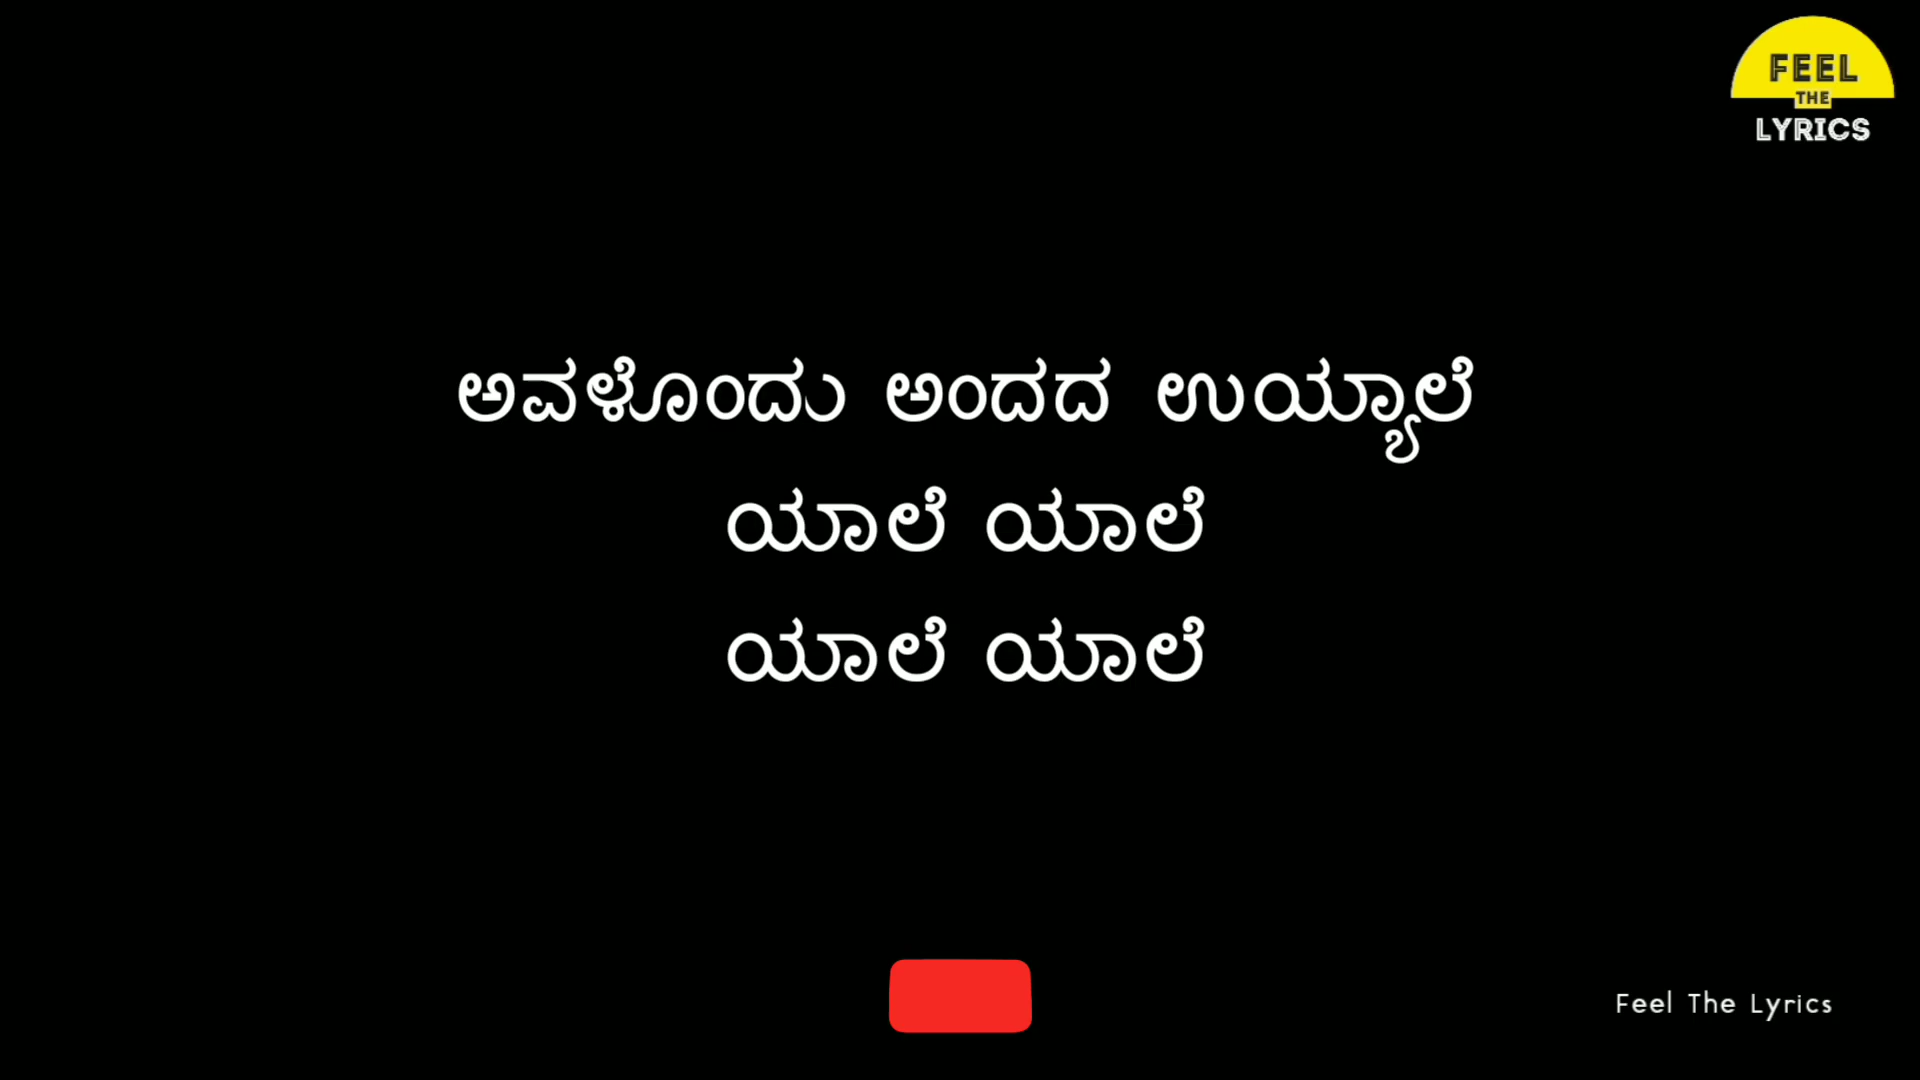 FEEL
THE
LYRICS
ಅವಳೊಂದು ಅಂದದ ಉಯ್ಯಾಲೆ
ಯಾಲೆ ಯಾಲೆ
ಯಾಲೆ ಯಾಲೆ
Feel The Lyrics